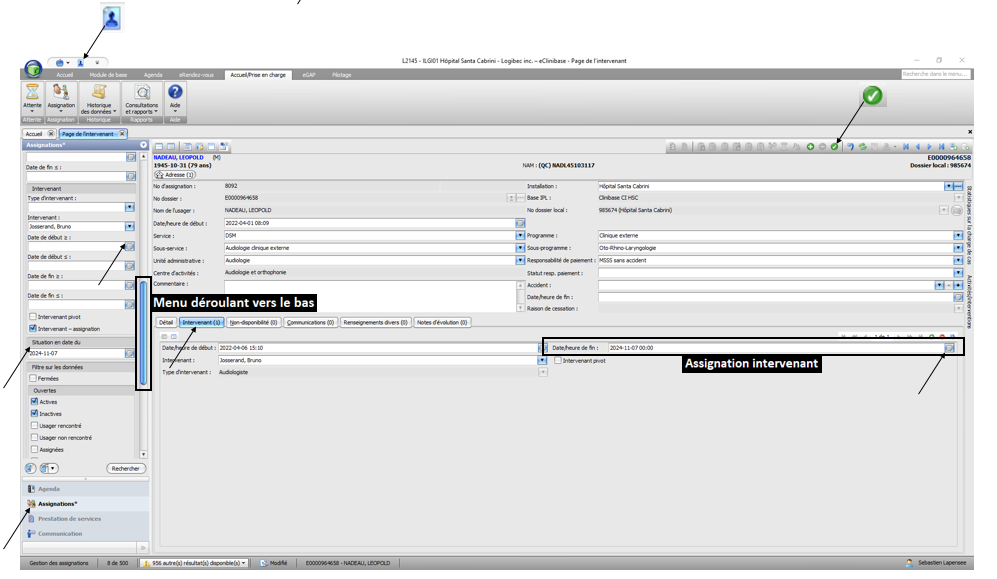 L2145 - ILGI01 Hôpital Santa Cabrini - Logibec inc. – eClinibase - Page de l'intervenant
Accueil Module de base Agenda eRendez-vous Accueil/Prise en charge eGAP Pilotage
Recherche dans le menu...
Attente Assignation Historique des données Consultations et rapports Aide
Attente Assignation Historique Rapports Aide
Accueil Page de l'intervenant
Assignations*
Date de fin ≤ :
Intervenant
Type d'intervenant :
Intervenant :
Josserand, Bruno
Date de début ≥ :
Date de début ≤ :
Date de fin ≥ :
Date de fin ≤ :
Intervenant pivot
Intervenant – assignation
Situation en date du
2024-11-07
Filtre sur les données
Fermées
Ouvertes
Actives
Inactives
Usager rencontré
Usager non rencontré
Assignées
Rechercher
Agenda
Assignations*
Prestation de services
Communication
NADEAU, LEOPOLD (M)
E0000964658
1945-10-31 (79 ans)
NAM : (QC) NADL45103117
Dossier local : 985674
Adresse (1)
No d'assignation : 8092
Installation : Hôpital Santa Cabrini
No dossier : E0000964658
Base IPL : Clinibase CI HSC
Nom de l'usager : NADEAU, LEOPOLD
No dossier local : 985674 (Hôpital Santa Cabrini)
Date/heure de début : 2022-04-01 08:09
Service : DSM
Programme : Clinique externe
Sous-service : Audiologie clinique externe
Sous-programme : Oto-Rhino-Laryngologie
Unité administrative : Audiologie
Responsabilité de paiement : MSSS sans accident
Centre d'activités : Audiologie et orthophonie
Statut resp. paiement :
Commentaire :
Accident :
Date/heure de fin :
Raison de cessation :
Statistiques sur la charge de cas
Activités/interventions
Menu déroulant vers le bas
Détail Intervenant (1) Non-disponibilité (0) Communications (0) Renseignements divers (0) Notes d'évolution (0)
1 de 1
Date/heure de début : 2022-04-06 15:10
Date/heure de fin : 2024-11-07 00:00
Intervenant : Josserand, Bruno
Intervenant pivot
Assignation intervenant
Type d'intervenant : Audiologiste
Gestion des assignations 8 de 500 956 autre(s) résultat(s) disponible(s) Modifié E0000964658 - NADEAU, LEOPOLD Sebastien Laperisee